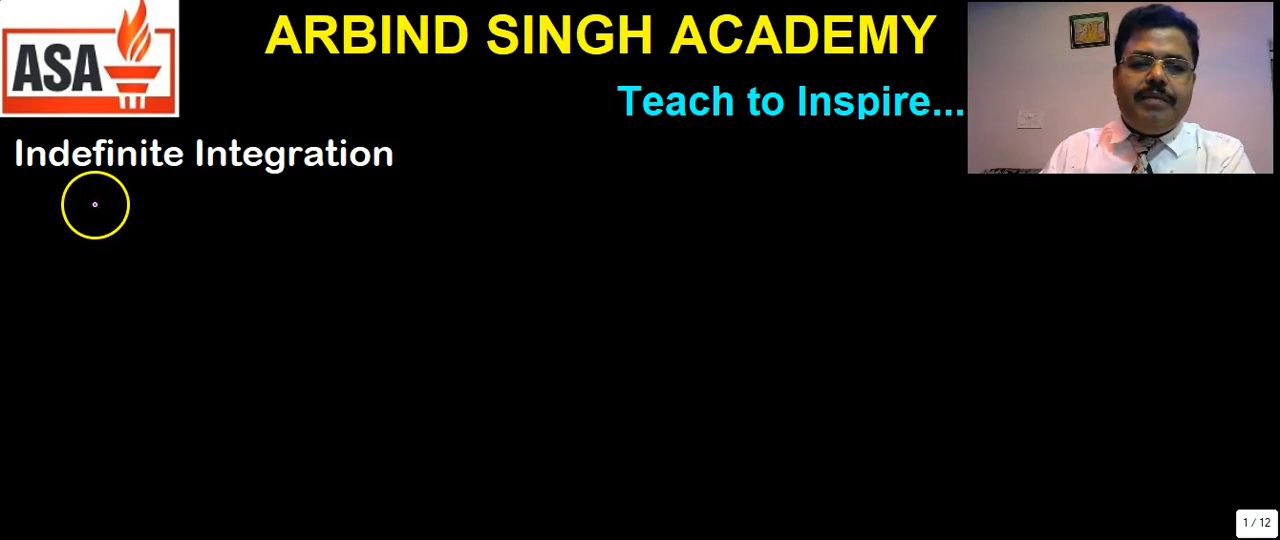 ASA
ARBIND SINGH ACADEMY
Teach to Inspire...
Indefinite Integration
1 / 12